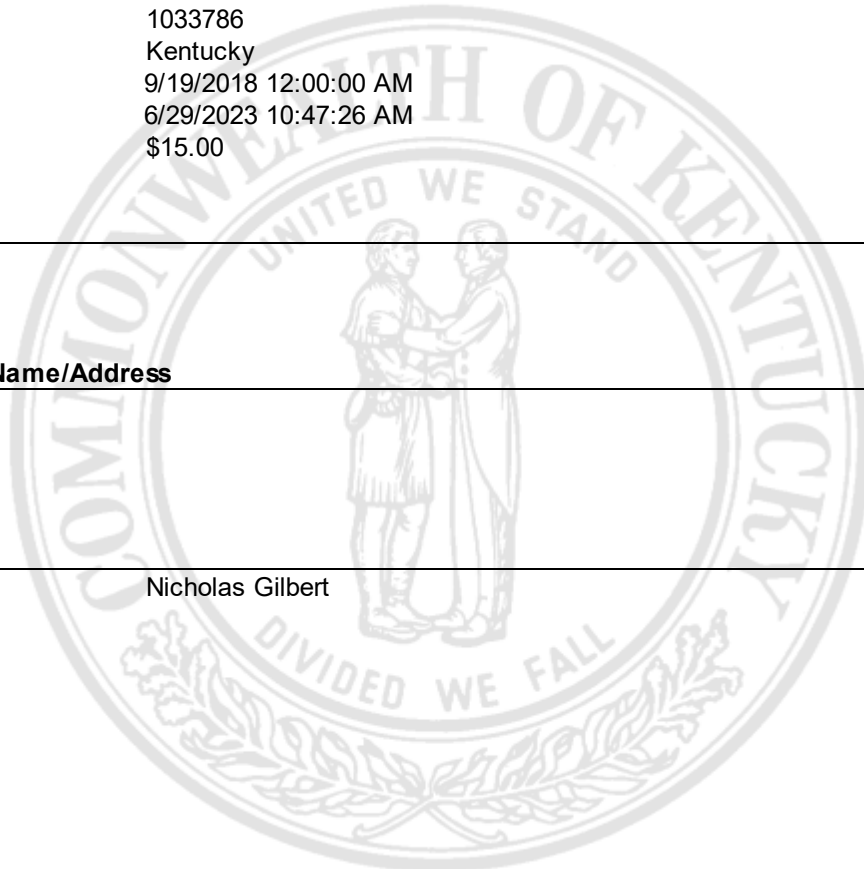 1033786
Kentucky
9/19/2018 12:00:00 AM
6/29/2023 10:47:26 AM
$15.00
COMMONWEALTH OF KENTUCKY
UNITED WE STAND
Name/Address
Nicholas Gilbert
DIVIDED WE FALL